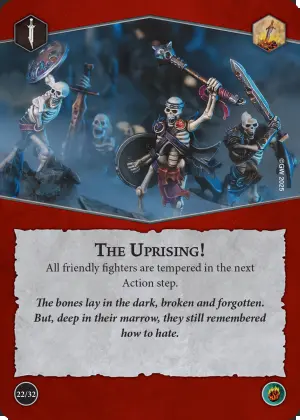 ©GW 2025
THE UPRISING!
All friendly fighters are tempered in the next
Action step.
The bones lay in the dark, broken and forgotten.
But, deep in their marrow, they still remembered
how to hate.
22/32